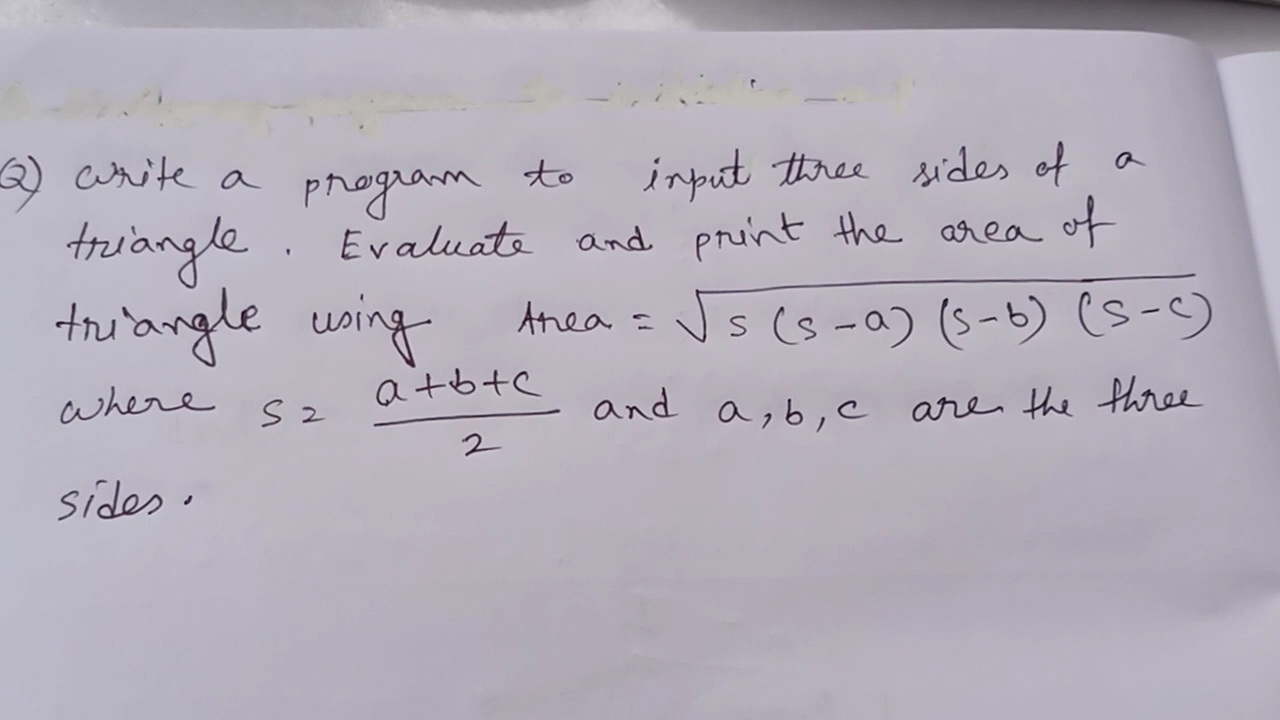 Q) write a program to input three sides of a
triangle. Evaluate and print the area of
triangle using Area = √s(s-a)(s-b)(s-c)
where s = a+b+c/2 and a, b, c are the three
sides.